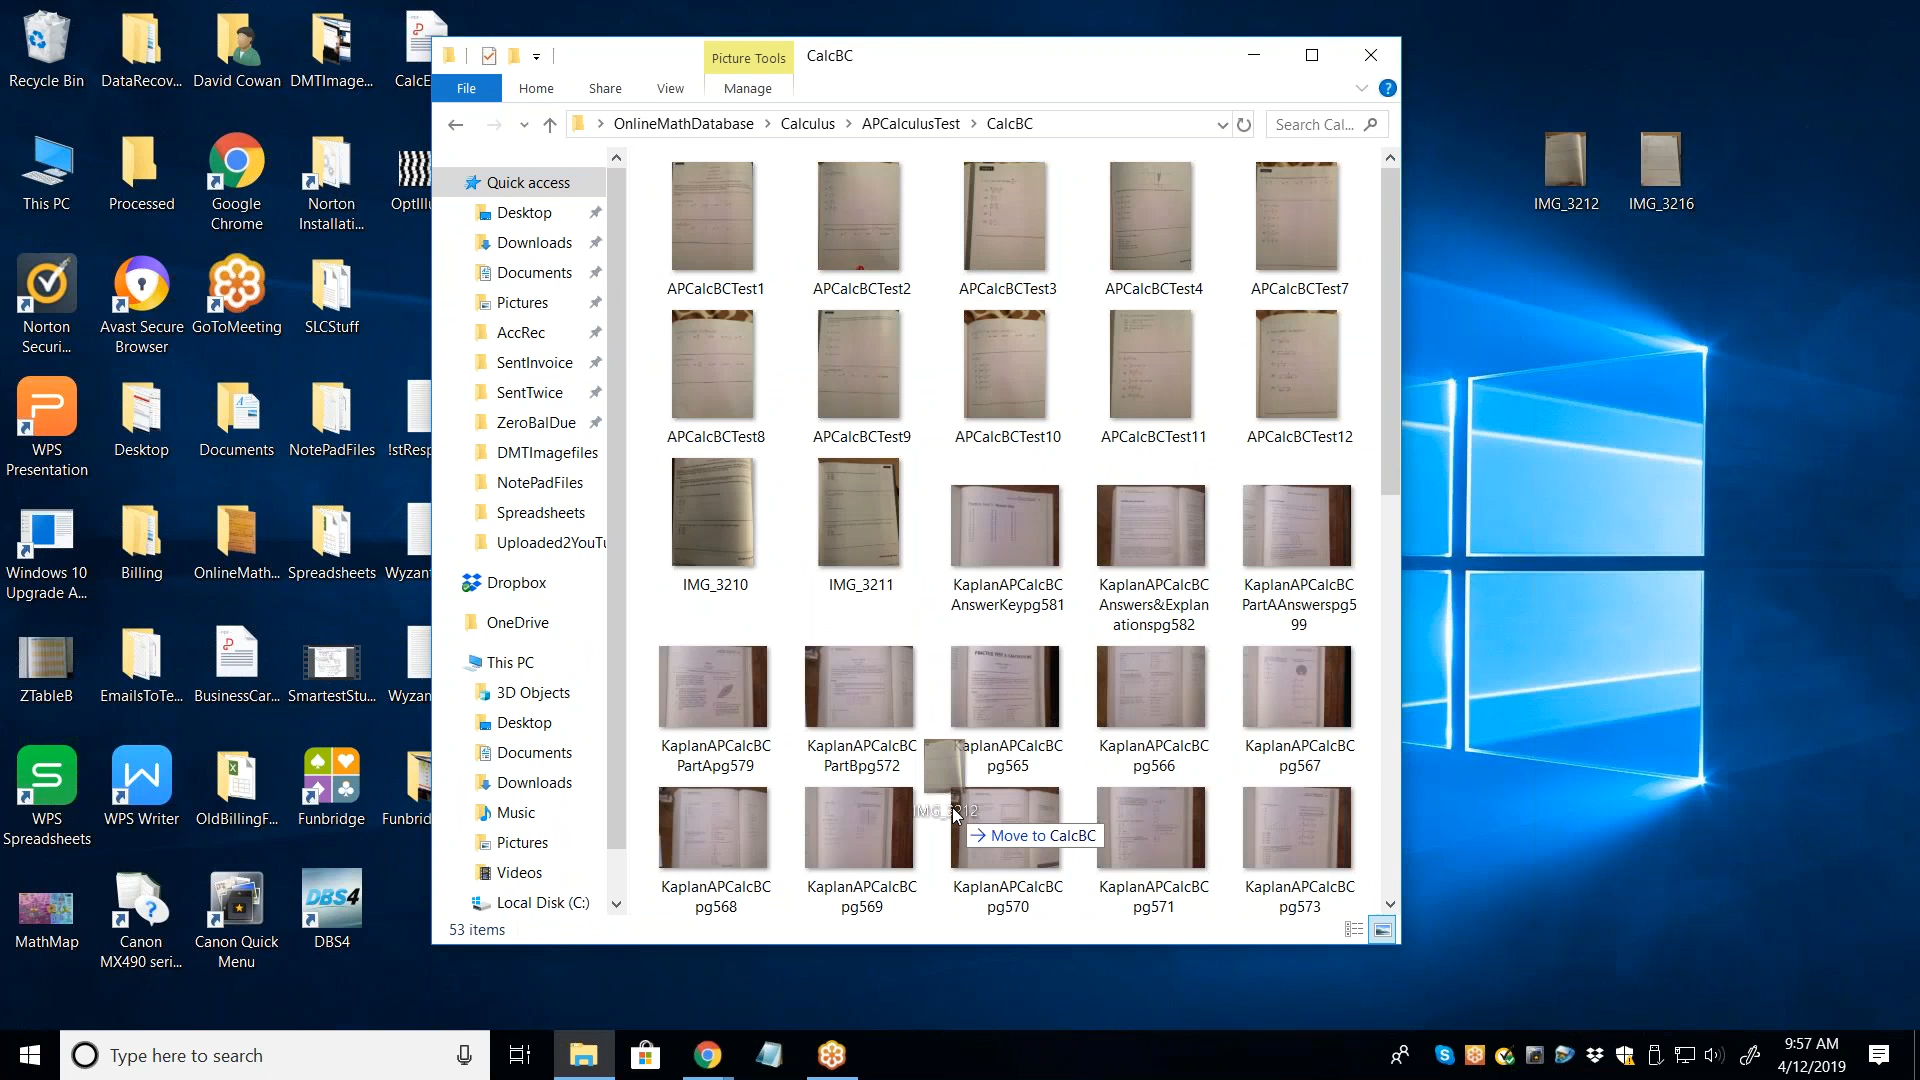 Recycle Bin
DataRecov...
David Cowan
DMTImage...
CalcE
This PC
Processed
Google
Chrome
Norton
Installati...
OptIllu
Norton
Securi...
Avast Secure
Browser
GoToMeeting
SLCStuff
WPS
Presentation
Desktop
Documents
NotePadFiles
!stResp
Windows 10
Upgrade A...
Billing
OnlineMath...
Spreadsheets
Wyzant
ZTableB
EmailsToTe...
BusinessCar...
SmartestStu...
Wyzan
WPS
Spreadsheets
WPS Writer
OldBillingF...
Funbridge
Funbrid
MathMap
Canon
MX490 seri...
Canon Quick
Menu
DBS4
Picture Tools
CalcBC
File
Home
Share
View
Manage
OnlineMathDatabase
Calculus
APCalculusTest
CalcBC
Search Cal...
Quick access
Desktop
Downloads
Documents
Pictures
AccRec
SentInvoice
SentTwice
ZeroBalDue
DMTImagefiles
NotePadFiles
Spreadsheets
Uploaded2YouTu
Dropbox
OneDrive
This PC
3D Objects
Desktop
Documents
Downloads
Music
Pictures
Videos
Local Disk (C:)
53 items
APCalcBCTest1
APCalcBCTest2
APCalcBCTest3
APCalcBCTest4
APCalcBCTest7
APCalcBCTest8
APCalcBCTest9
APCalcBCTest10
APCalcBCTest11
APCalcBCTest12
IMG_3210
IMG_3211
KaplanAPCalcBC
AnswerKeypg581
KaplanAPCalcBC
Answers&Explan
ationspg582
KaplanAPCalcBC
PartAAnswerspg5
99
KaplanAPCalcBC
PartApg579
KaplanAPCalcBC
PartBpg572
KaplanAPCalcBC
pg565
KaplanAPCalcBC
pg566
KaplanAPCalcBC
pg567
IMG_3212
Move to CalcBC
KaplanAPCalcBC
pg568
KaplanAPCalcBC
pg569
KaplanAPCalcBC
pg570
KaplanAPCalcBC
pg571
KaplanAPCalcBC
pg573
IMG_3212
IMG_3216
Type here to search
9:57 AM
4/12/2019